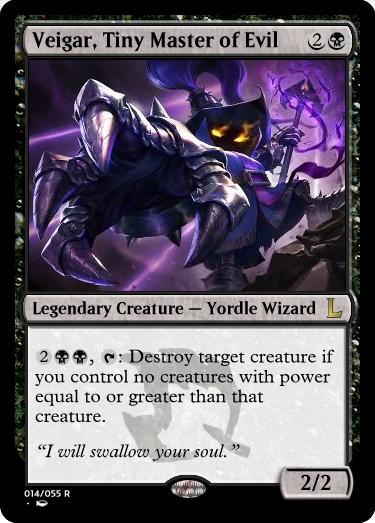 Veigar, Tiny Master of Evil 2
Legendary Creature — Yordle Wizard L
2, : Destroy target creature if
you control no creatures with power
equal to or greater than that
creature.
“I will swallow your soul.”
2/2
014/055 R